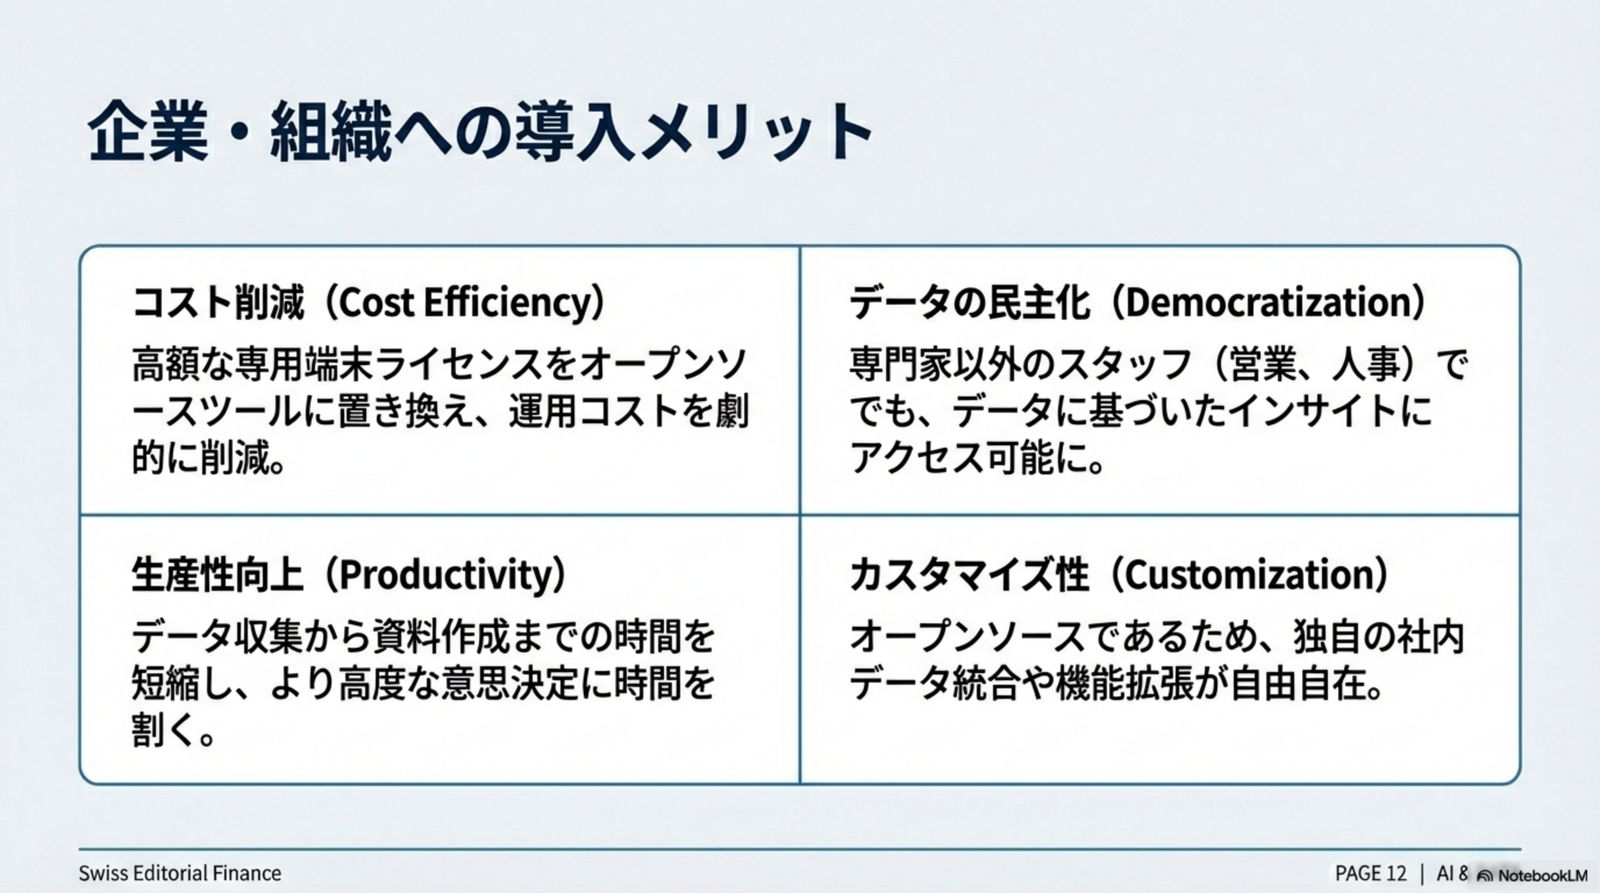 企業・組織への導入メリット
コスト削減（Cost Efficiency）
高額な専用端末ライセンスをオープンソ
ースツールに置き換え、運用コストを劇
的に削減。
データの民主化（Democratization）
専門家以外のスタッフ（営業、人事）で
でも、データに基づいたインサイトに
アクセス可能に。
生産性向上（Productivity）
データ収集から資料作成までの時間を
短縮し、より高度な意思決定に時間を
割く。
カスタマイズ性（Customization）
オープンソースであるため、独自の社内
データ統合や機能拡張が自由自在。
Swiss Editorial Finance
PAGE 12 | AI &
NotebookLM